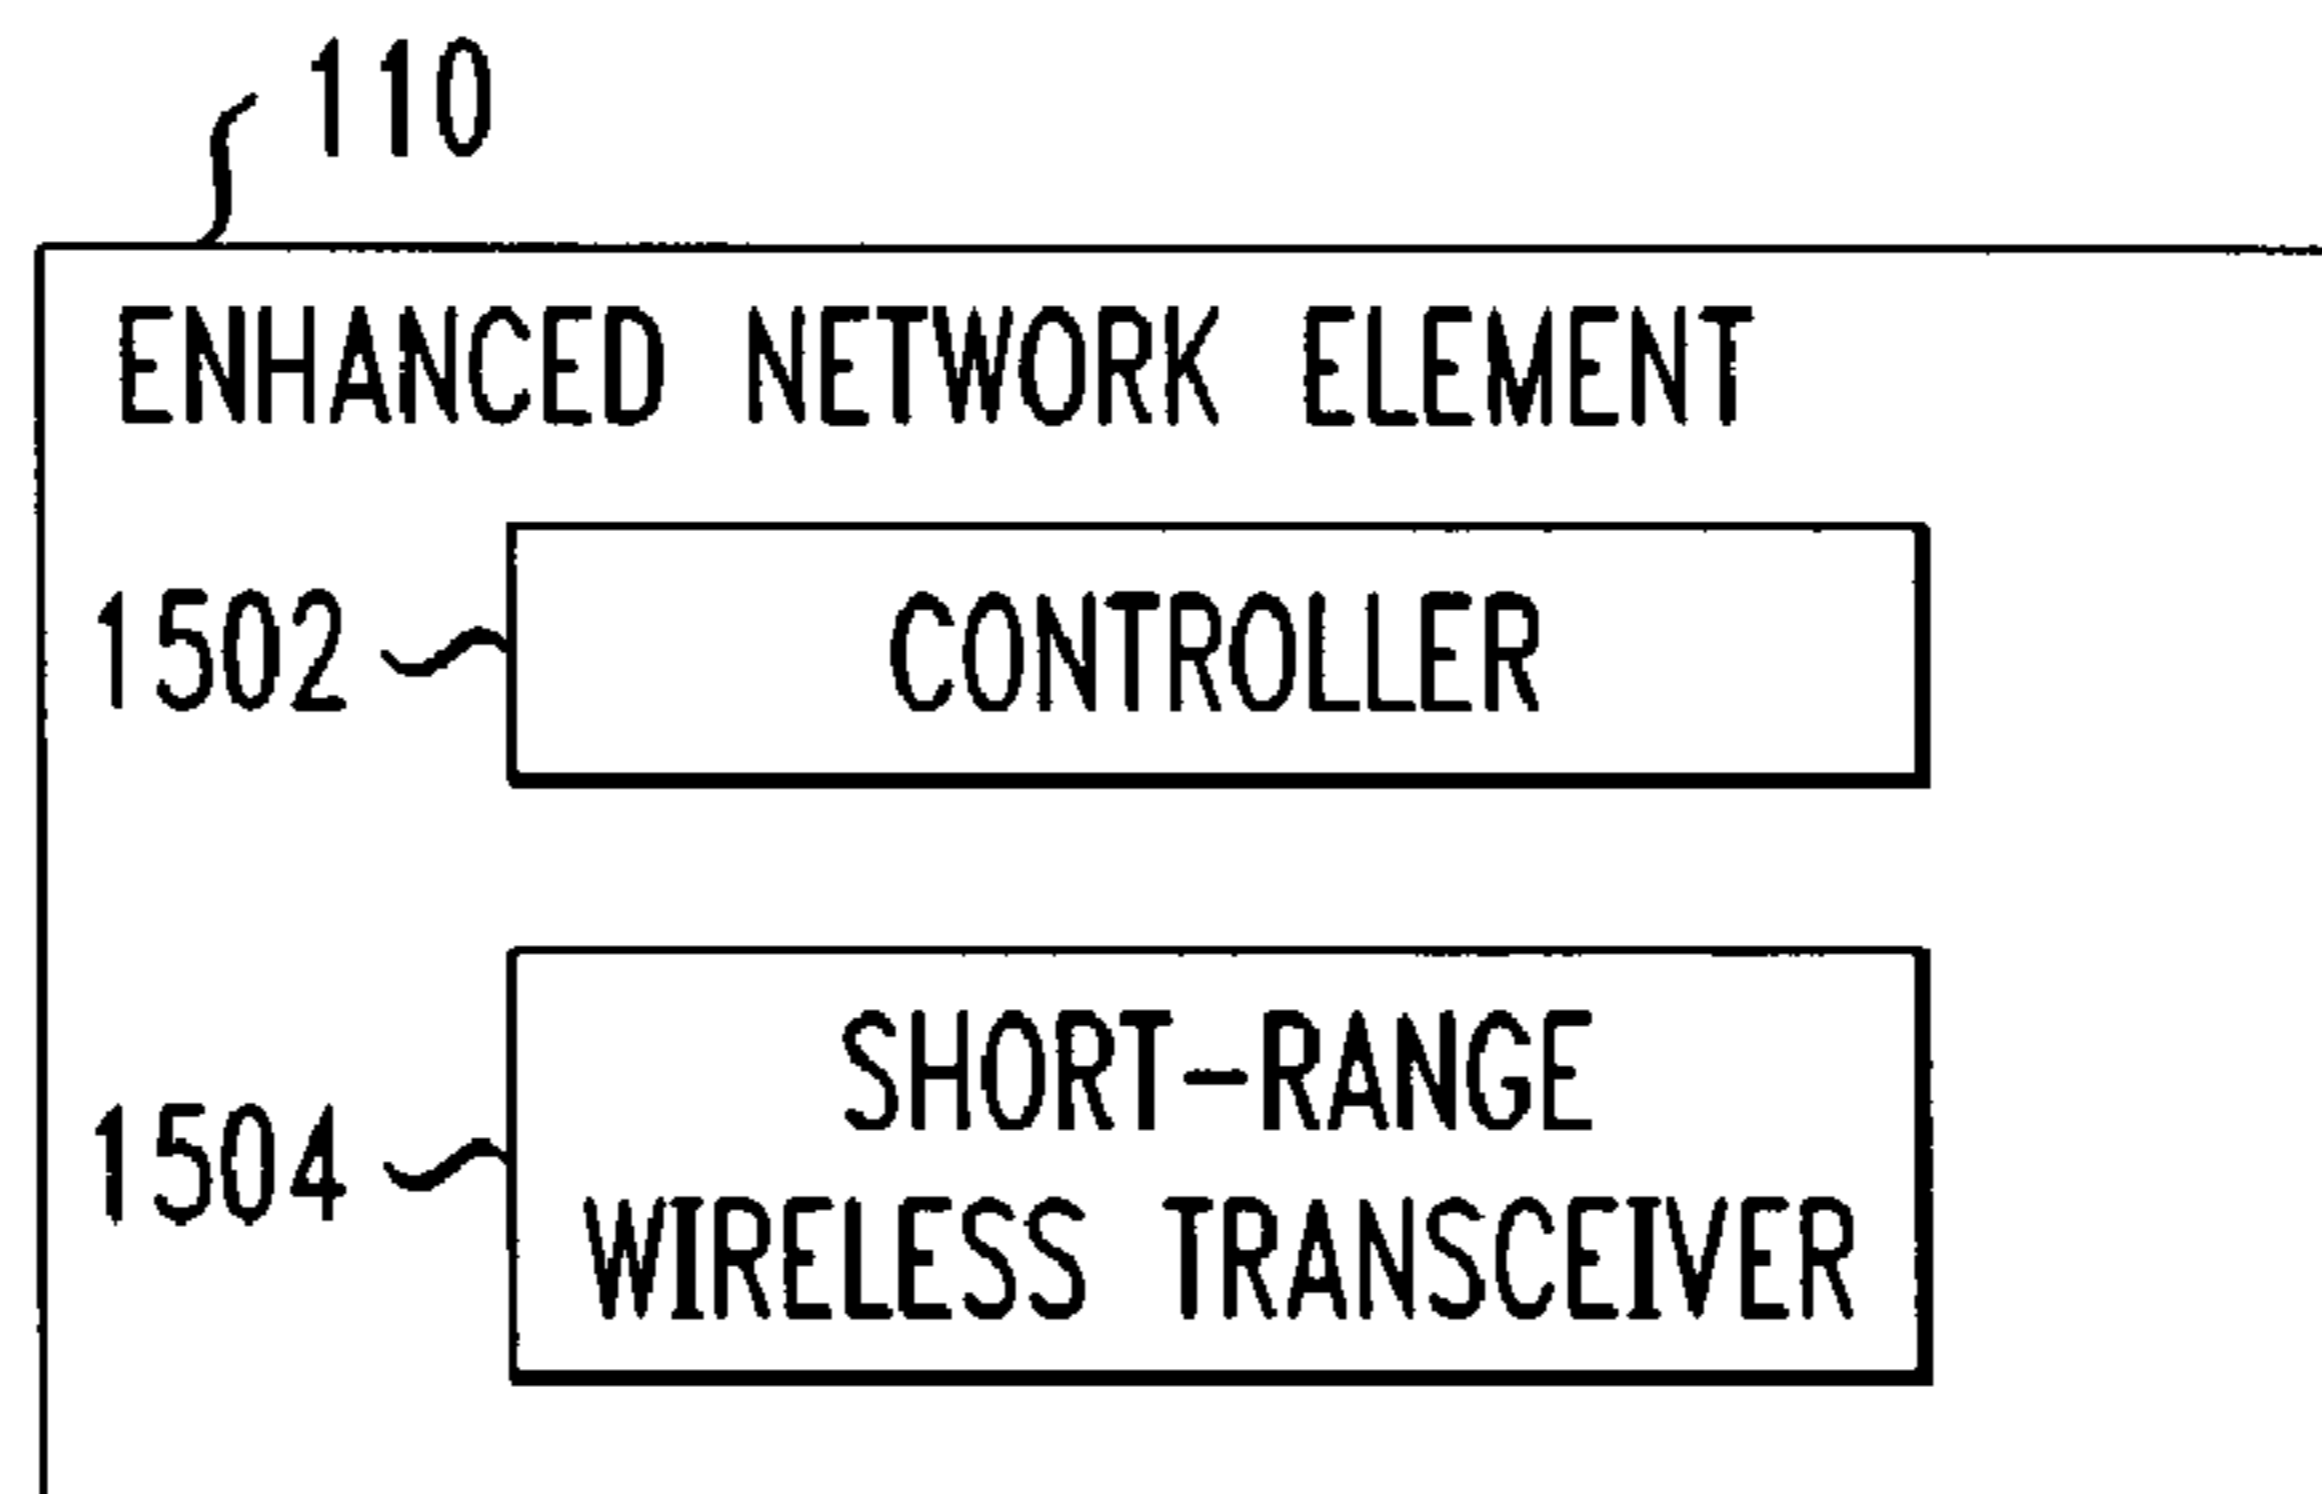 110
ENHANCED NETWORK ELEMENT
1502
CONTROLLER
SHORT-RANGE
1504
WIRELESS TRANSCEIVER